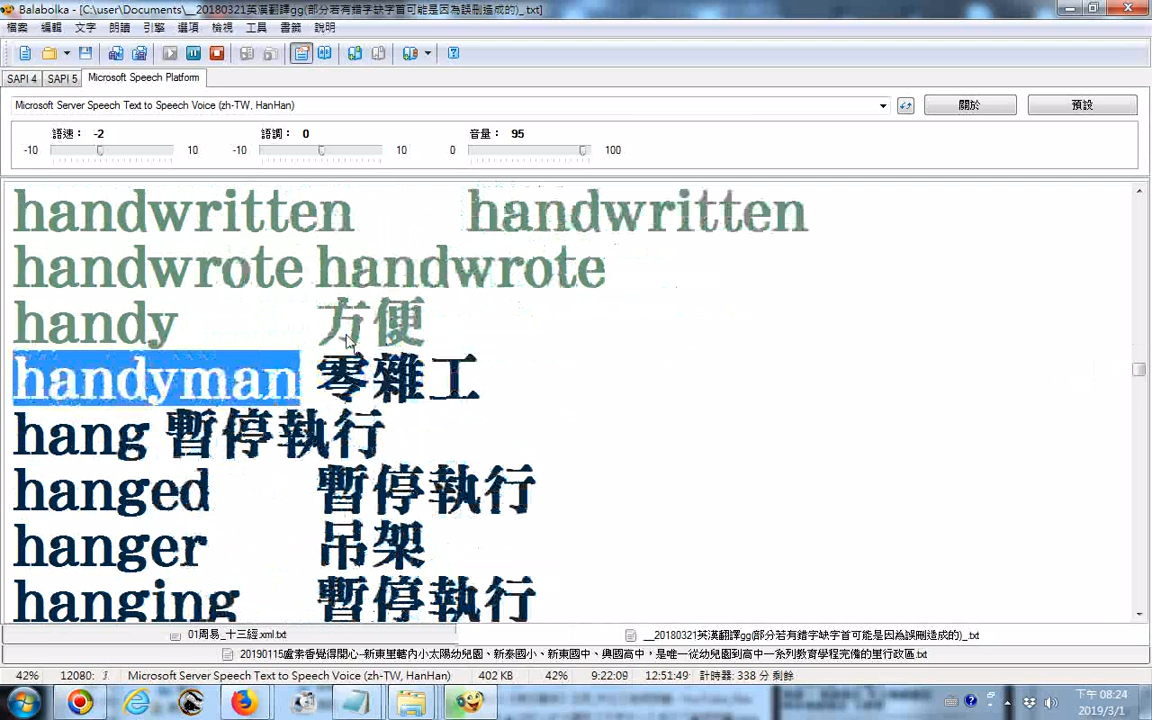 Balabolka - [C:\user\Documents\__20180321英漢翻譯gg(部分若有錯字缺字首可能是因為誤刪造成的)_.txt]
檔案 編輯 文字 朗讀 引擎 選項 檢視 工具 書籤 說明
SAPI 4 SAPI 5 Microsoft Speech Platform
Microsoft Server Speech Text to Speech Voice (zh-TW, HanHan) 關於 預設
語速： -2 語調： 0 音量： 95
-10 10 -10 10 0 100
handwritten handwritten
handwrote handwrote
handy 方便
handyman 零雜工
hang 暫停執行
hanged 暫停執行
hanger 吊架
hanging 暫停執行
01周易_十三經.xml.txt __20180321英漢翻譯gg(部分若有錯字缺字首可能是因為誤刪造成的)_.txt
20190115盧素香覺得開心-新東里轄內小太陽幼兒園、新泰國小、新東國中、興國高中，是唯一從幼兒園到高中一系列教育學程完備的里行政區.txt
42% 12080: Microsoft Server Speech Text to Speech Voice (zh-TW, HanHan) 402 KB 42% 9:22:09 12:51:49 計時器: 338 分 剩餘
下午 08:24
2019/3/1